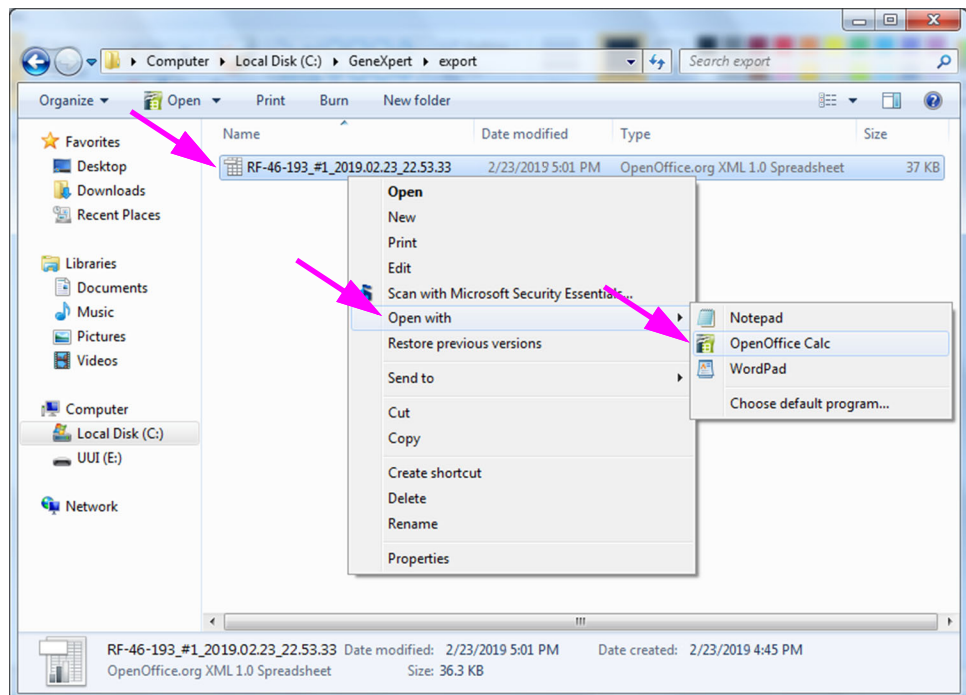 Computer Local Disk (C:) GeneXpert export Search export
Organize Open Print Burn New folder
Name Date modified Type Size
RF-46-193_#1_2019.02.23_22.53.33 2/23/2019 5:01 PM OpenOffice.org XML 1.0 Spreadsheet 37 KB
Favorites
Desktop
Downloads
Recent Places
Libraries
Documents
Music
Pictures
Videos
Computer
Local Disk (C:)
UUI (E:)
Network
Open
New
Print
Edit
Scan with Microsoft Security Essentials...
Open with
Restore previous versions
Send to
Cut
Copy
Create shortcut
Delete
Rename
Properties
Notepad
OpenOffice Calc
WordPad
Choose default program...
RF-46-193_#1_2019.02.23_22.53.33 Date modified: 2/23/2019 5:01 PM Date created: 2/23/2019 4:45 PM
OpenOffice.org XML 1.0 Spreadsheet Size: 36.3 KB